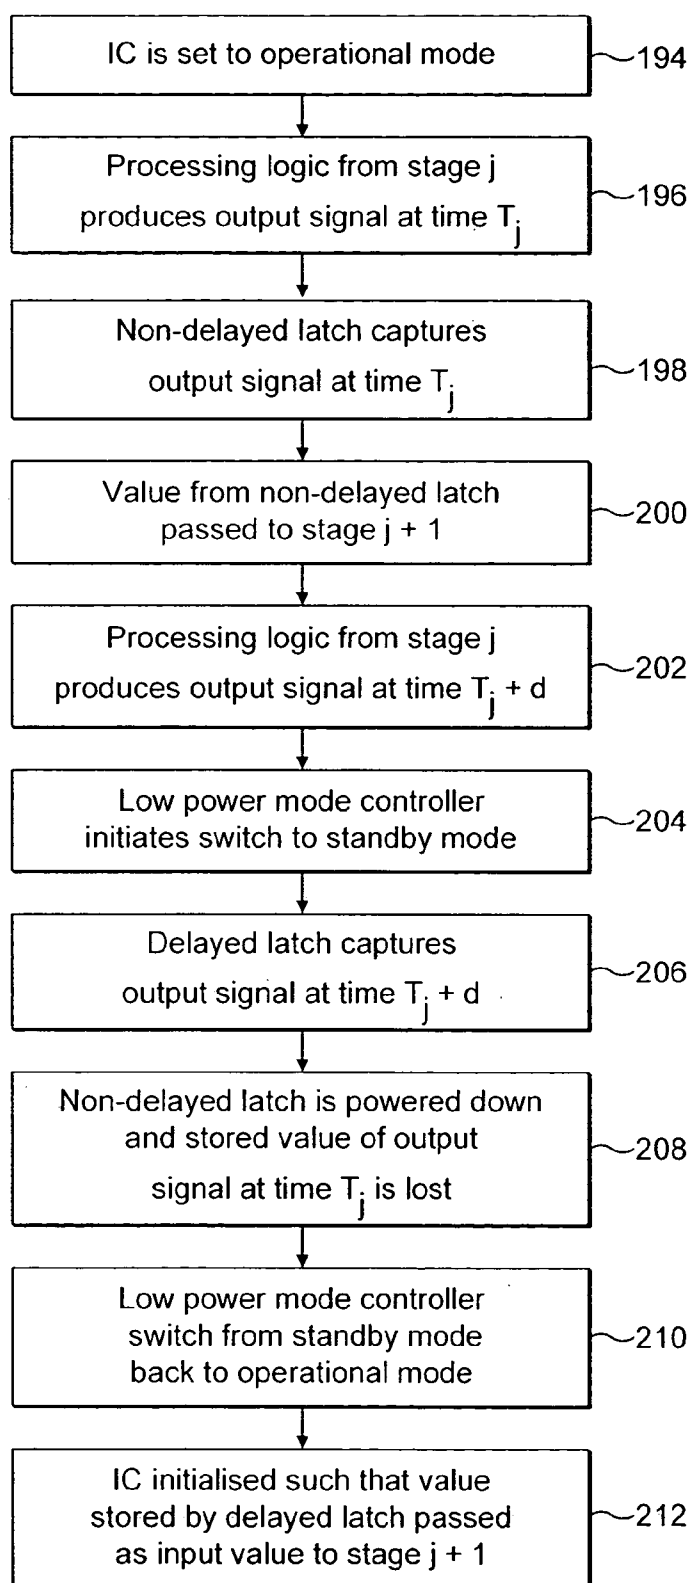 IC is set to operational mode
194
Processing logic from stage j
produces output signal at time Tj
196
Non-delayed latch captures
output signal at time Tj
198
Value from non-delayed latch
passed to stage j + 1
200
Processing logic from stage j
produces output signal at time Tj + d
202
Low power mode controller
initiates switch to standby mode
204
Delayed latch captures
output signal at time Tj + d
206
Non-delayed latch is powered down
and stored value of output
signal at time Tj is lost
208
Low power mode controller
switch from standby mode
back to operational mode
210
IC initialised such that value
stored by delayed latch passed
as input value to stage j + 1
212